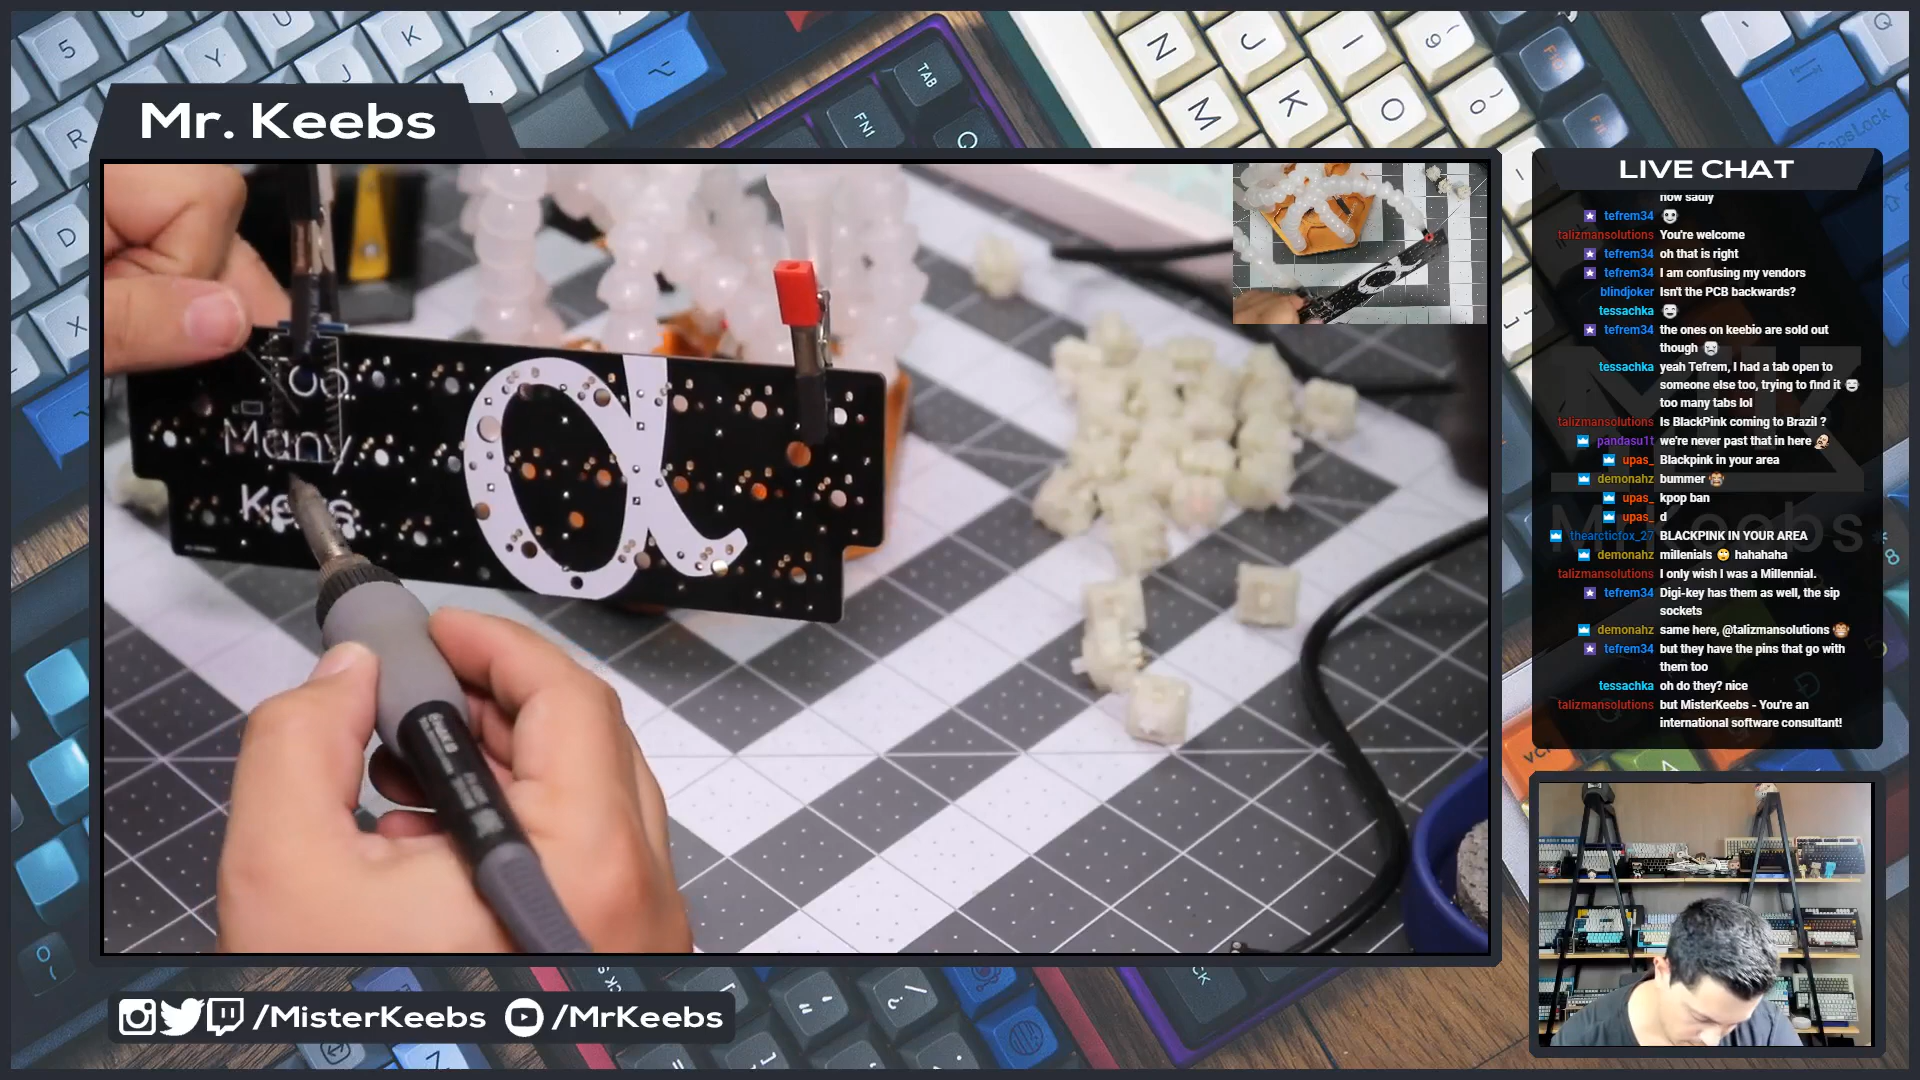 Mr. Keebs
LIVE CHAT
now sadly
tefrem34
talizmansolutions You're welcome
tefrem34 oh that is right
tefrem34 I am confusing my vendors
blindjoker Isn't the PCB backwards?
tessachka
tefrem34 the ones on keebio are sold out
though
tessachka yeah Tefrem, I had a tab open to
someone else too, trying to find it
too many tabs lol
talizmansolutions Is BlackPink coming to Brazil ?
pandasu1t we're never past that in here
upas_ Blackpink in your area
demonahz bummer
upas_ kpop ban
upas_ d
thearcticfox_27 BLACKPINK IN YOUR AREA
demonahz millenials hahahaha
talizmansolutions I only wish I was a Millennial.
tefrem34 Digi-key has them as well, the sip
sockets
demonahz same here, @talizmansolutions
tefrem34 but they have the pins that go with
them too
tessachka oh do they? nice
talizmansolutions but MisterKeebs - You're an
international software consultant!
Many
α
/MisterKeebs /MrKeebs
5
Y
U
K
J
R
D
X
TAB
FN1
N
J
I
M
K
O
CapsLock
MrKeebs
Z